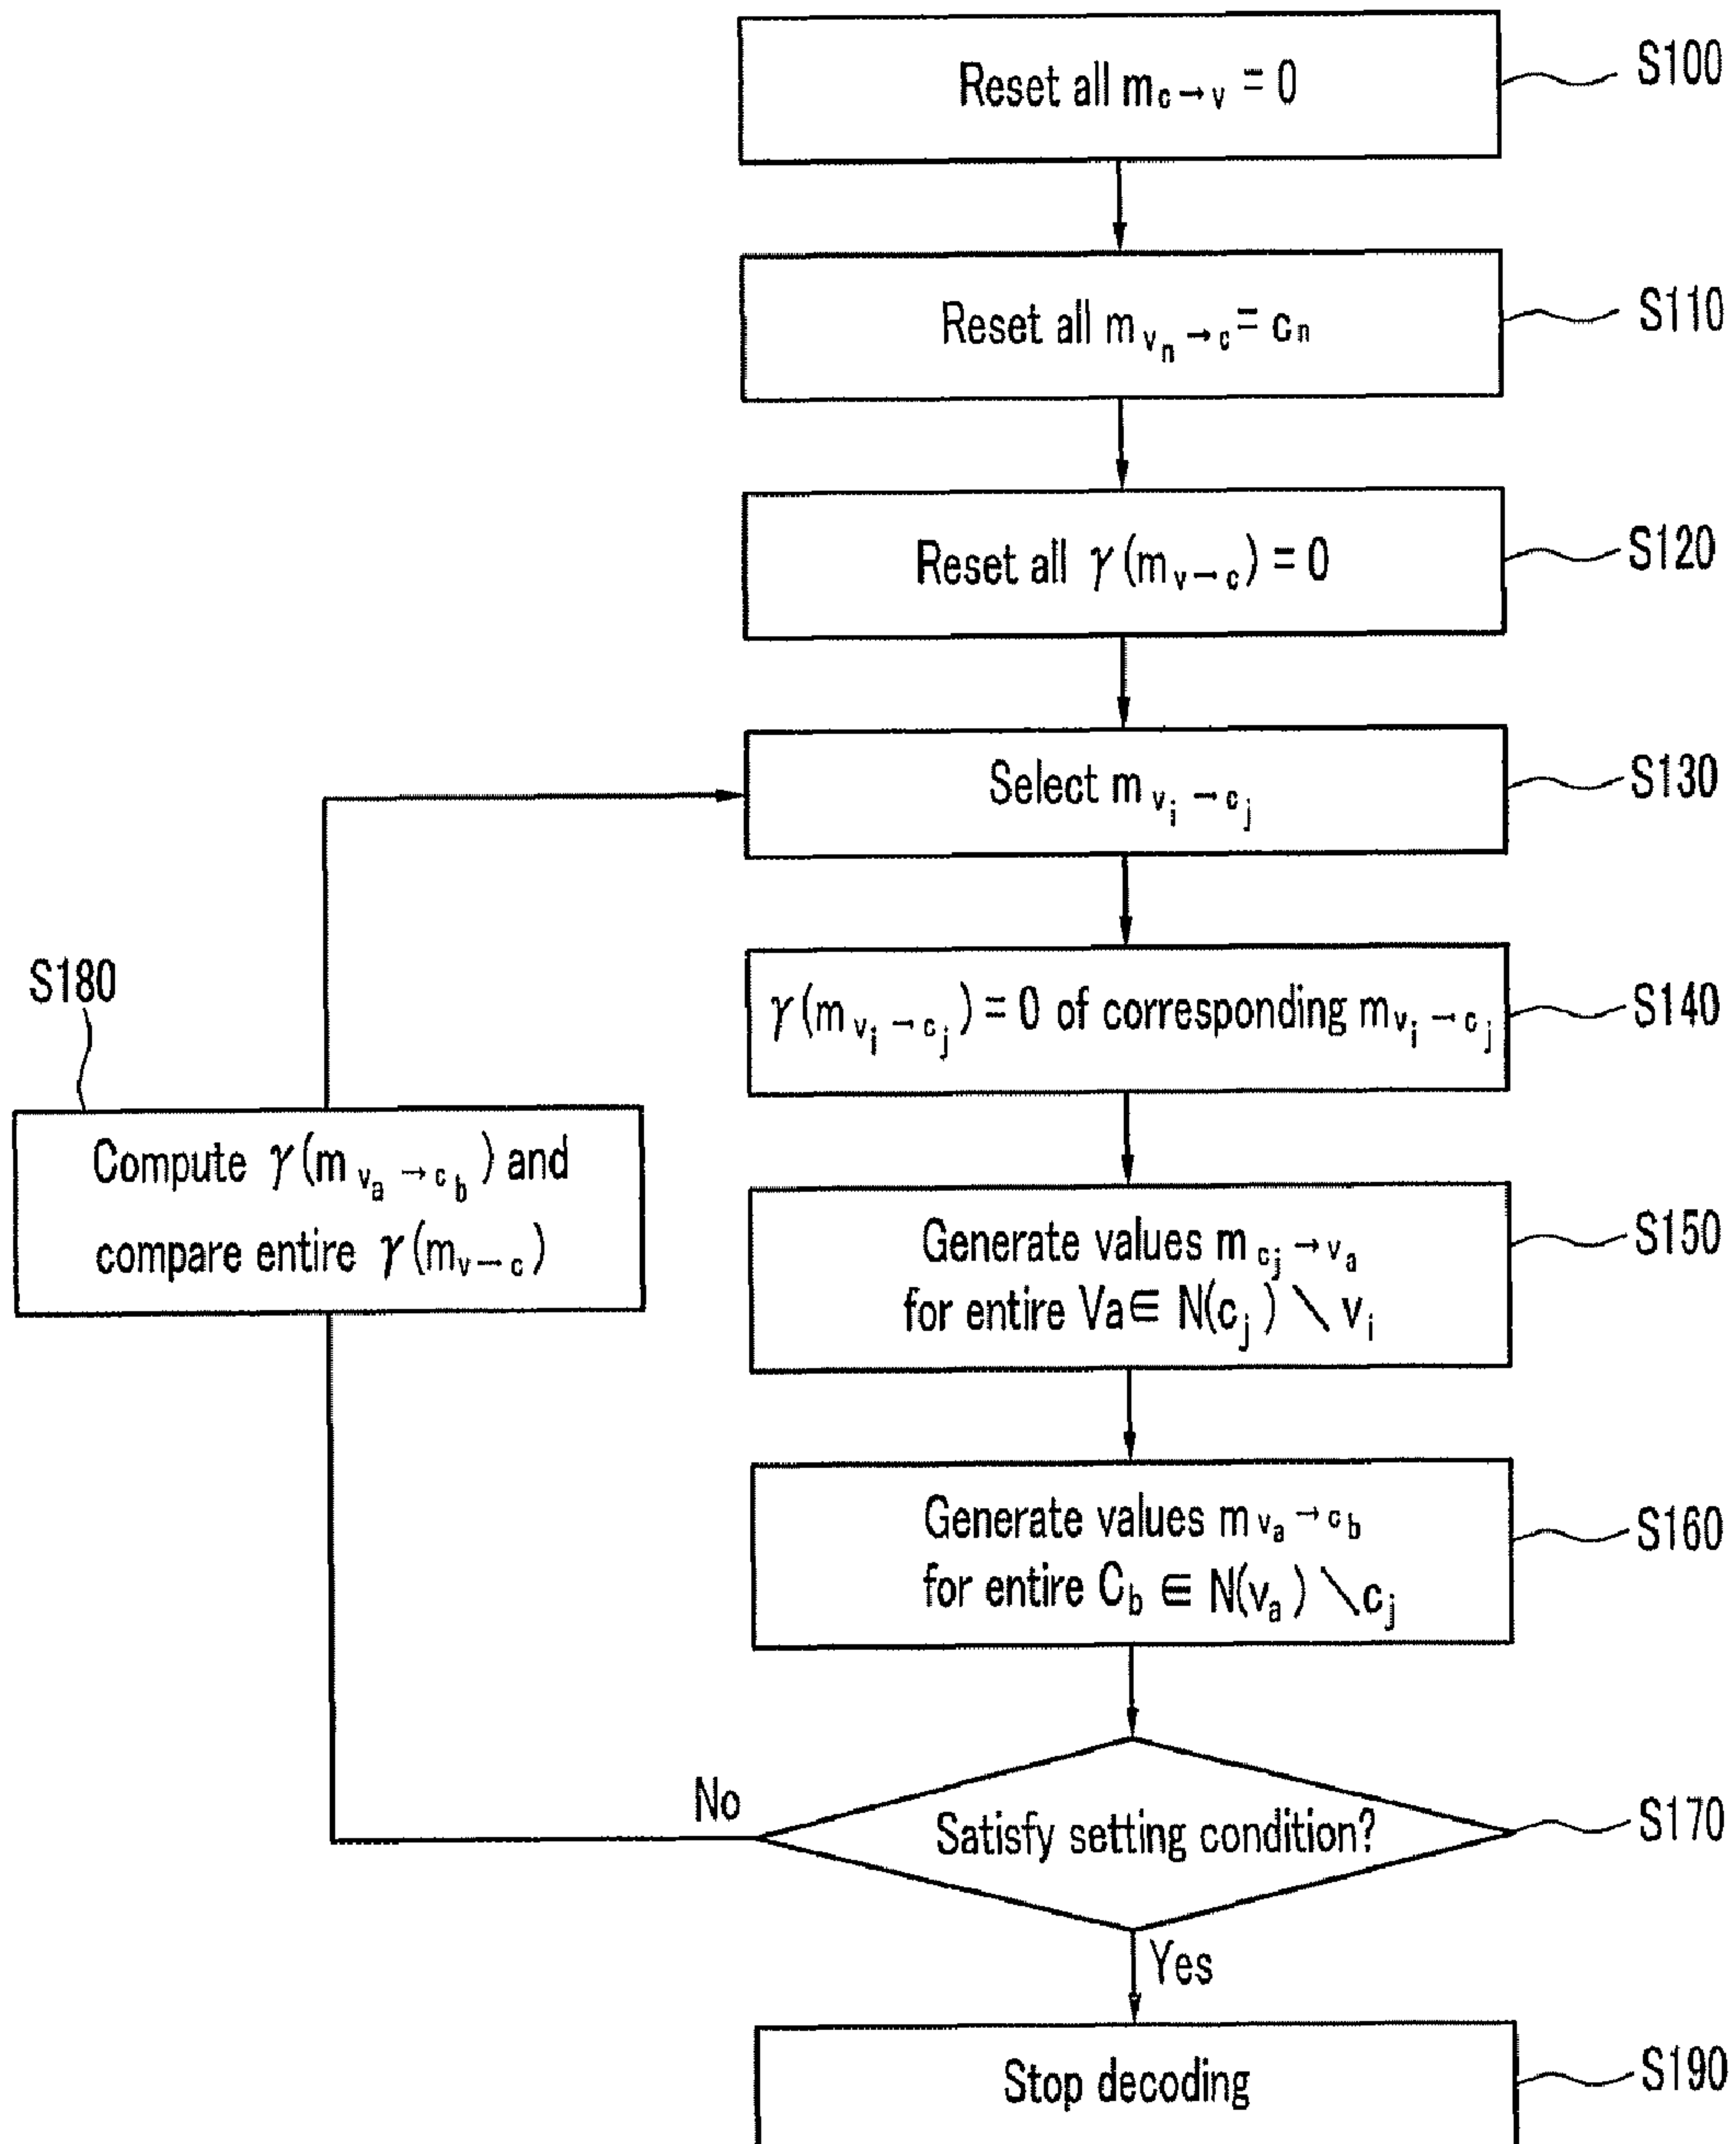 Reset all m c→v = 0
S100
Reset all m vn→c = cn
S110
Reset all γ(m v→c) = 0
S120
Select m vi→cj
S130
γ(m vi→cj) = 0 of corresponding m vi→cj
S140
S180
Compute γ(m va→cb) and
compare entire γ(m v→c)
Generate values m cj→va
for entire Va∈ N(cj) \ vi
S150
Generate values m va→cb
for entire Cb ∈ N(va) \cj
S160
No
Satisfy setting condition?
S170
Yes
Stop decoding
S190